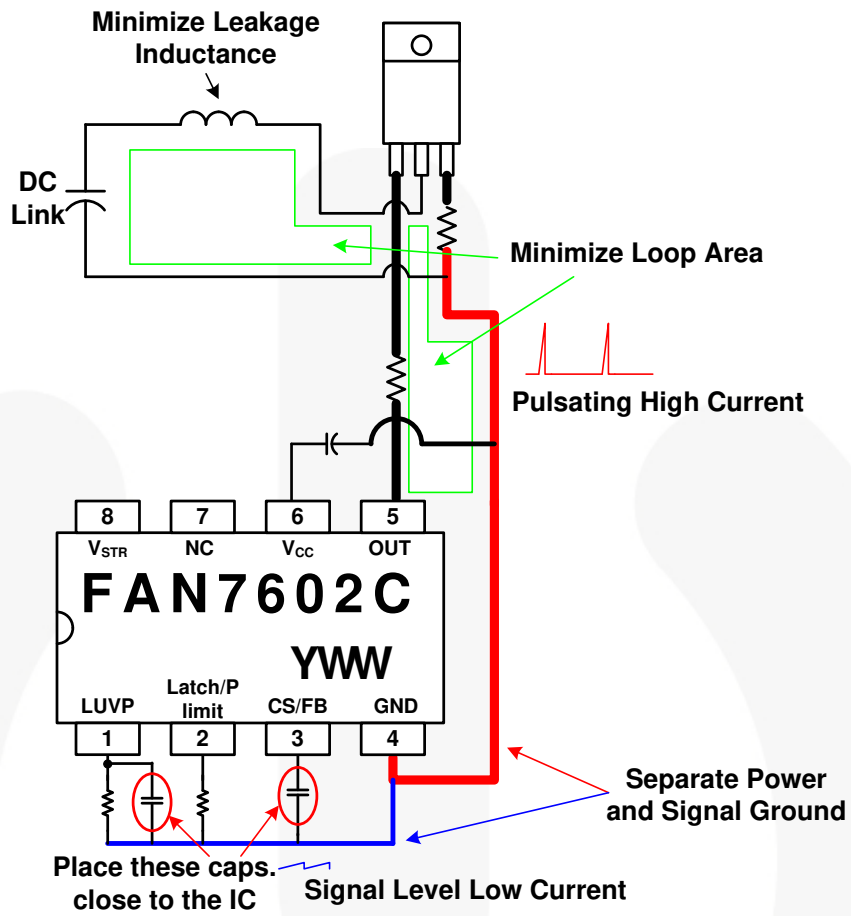 Minimize Leakage
Inductance
DC
Link
Minimize Loop Area
Pulsating High Current
8 7 6 5
VSTR NC VCC OUT
FAN7602C
YWW
LUVP Latch/P limit CS/FB GND
1 2 3 4
Separate Power
and Signal Ground
Place these caps.
close to the IC
Signal Level Low Current